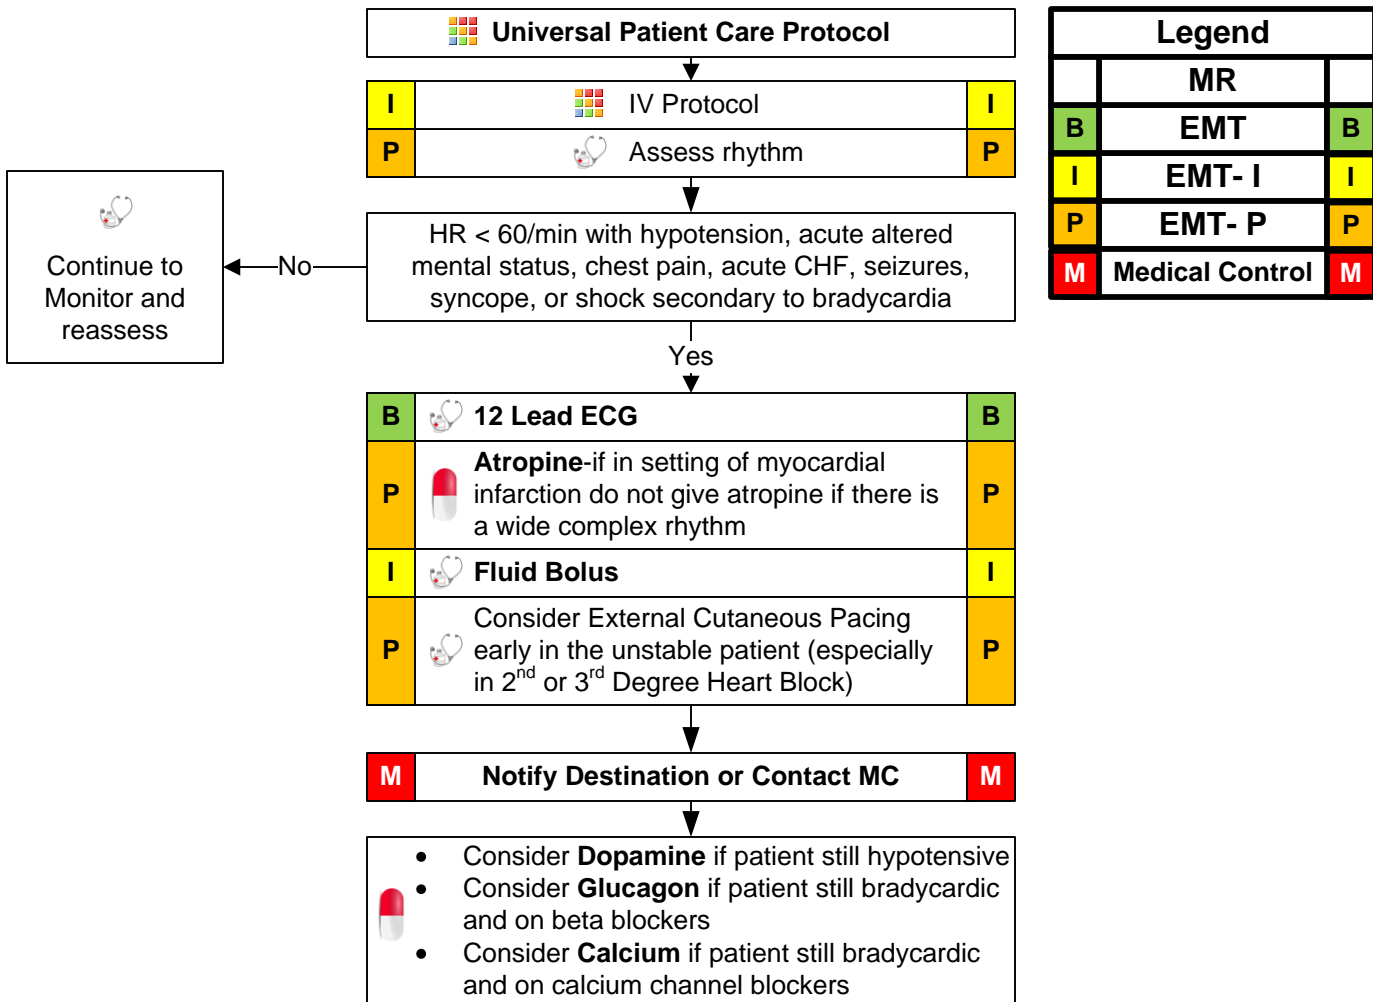 Universal Patient Care Protocol
I IV Protocol I
P Assess rhythm P
HR < 60/min with hypotension, acute altered
mental status, chest pain, acute CHF, seizures,
syncope, or shock secondary to bradycardia
No
Continue to
Monitor and
reassess
Yes
B 12 Lead ECG B
P Atropine-if in setting of myocardial P
infarction do not give atropine if there is
a wide complex rhythm
I Fluid Bolus I
P Consider External Cutaneous Pacing P
early in the unstable patient (especially
in 2nd or 3rd Degree Heart Block)
M Notify Destination or Contact MC M
• Consider Dopamine if patient still hypotensive
• Consider Glucagon if patient still bradycardic
and on beta blockers
• Consider Calcium if patient still bradycardic
and on calcium channel blockers
Legend
MR
B EMT B
I EMT- I I
P EMT- P P
M Medical Control M